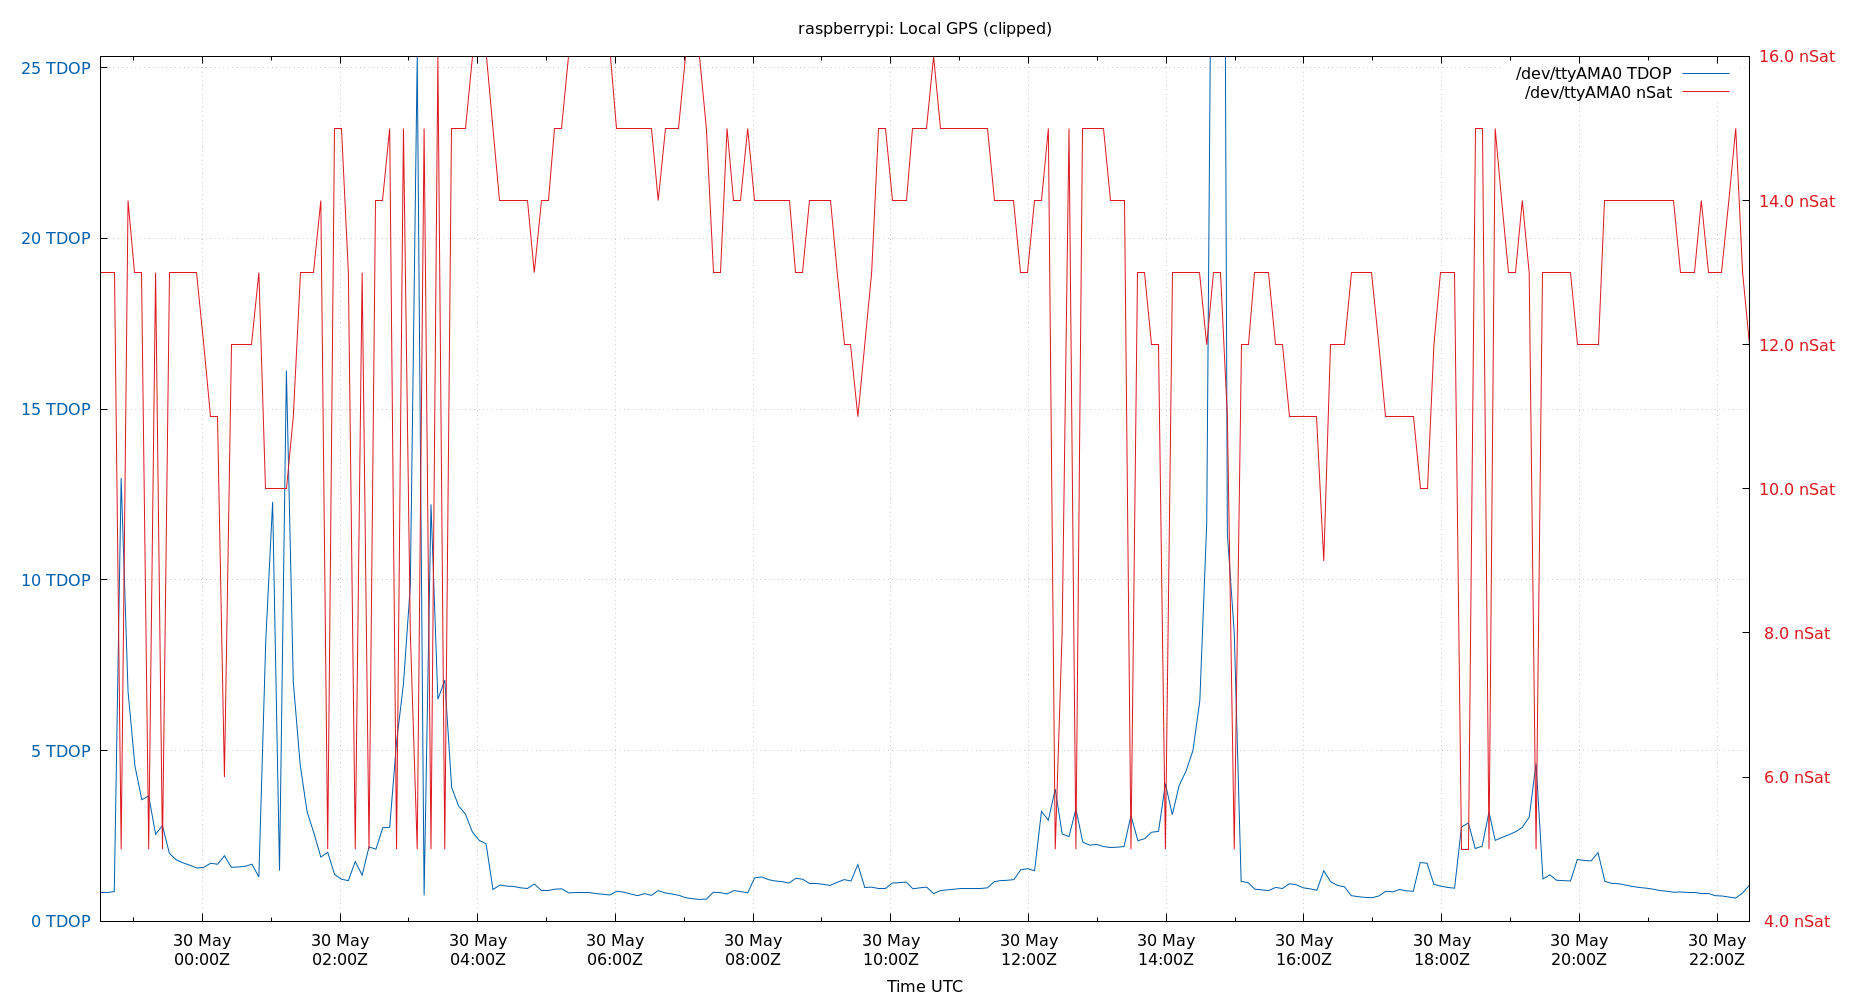 raspberrypi: Local GPS (clipped)
25 TDOP
20 TDOP
15 TDOP
10 TDOP
5 TDOP
0 TDOP
/dev/ttyAMA0 TDOP
/dev/ttyAMA0 nSat
16.0 nSat
14.0 nSat
12.0 nSat
10.0 nSat
8.0 nSat
6.0 nSat
4.0 nSat
30 May
00:00Z
30 May
02:00Z
30 May
04:00Z
30 May
06:00Z
30 May
08:00Z
30 May
10:00Z
30 May
12:00Z
30 May
14:00Z
30 May
16:00Z
30 May
18:00Z
30 May
20:00Z
30 May
22:00Z
Time UTC